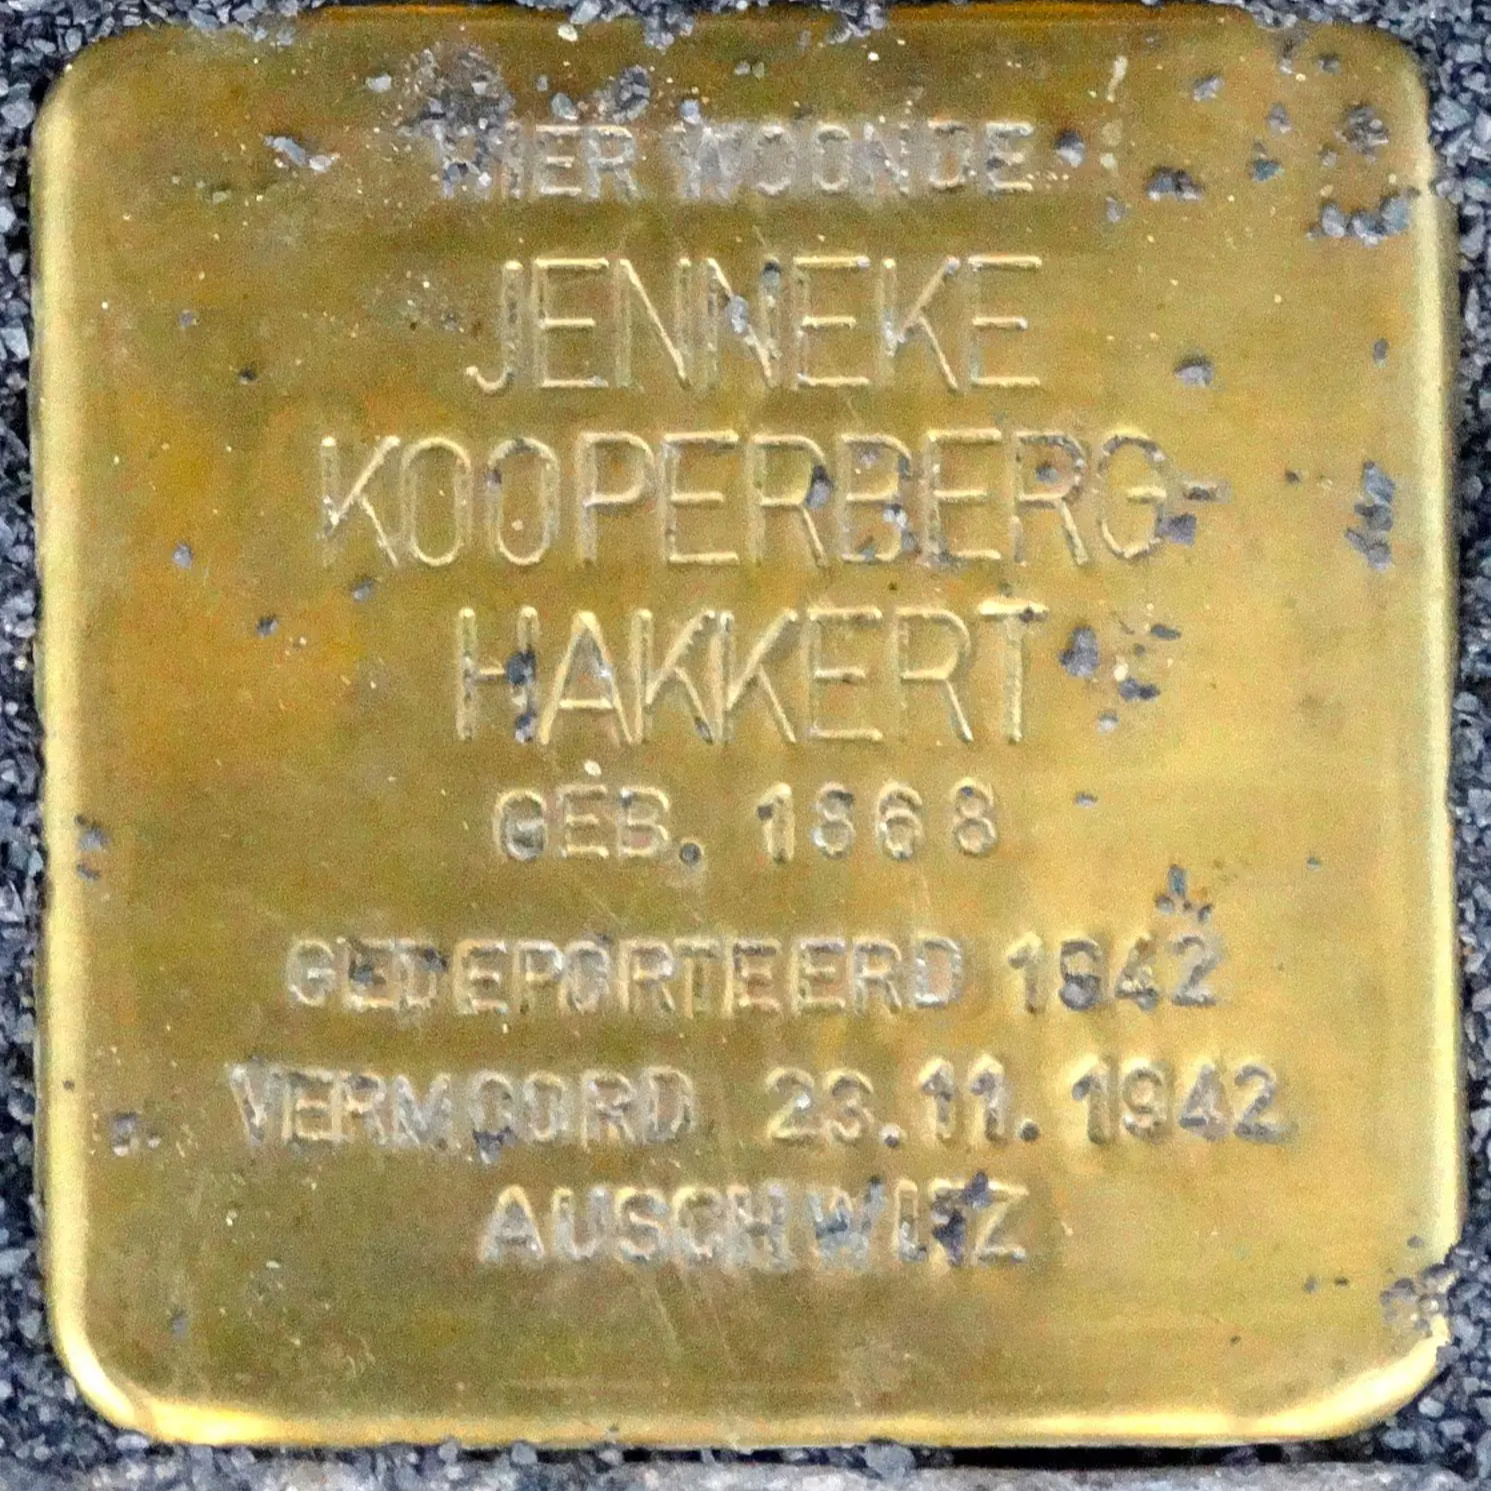 HIER WOONDE
JENNEKE
KOOPERBERG-
HAKKERT
GEB. 1868
GEDEPORTEERD 1942
VERMOORD 23.11.1942
AUSCHWITZ